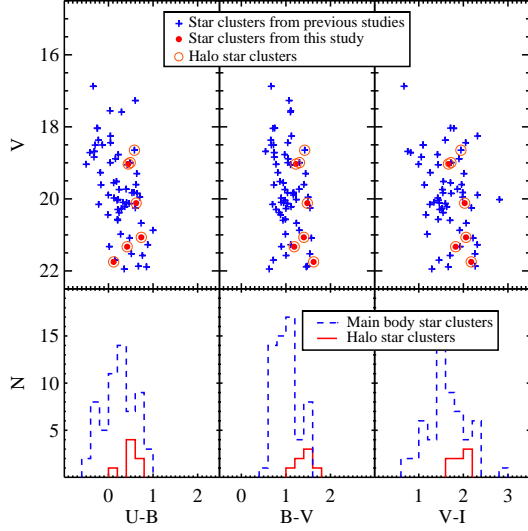 Star clusters from previous studies
Star clusters from this study
Halo star clusters
16
18
20
22
V
Main body star clusters
Halo star clusters
15
10
5
N
0 1 2
0 1 2
1 2 3
U-B
B-V
V-I